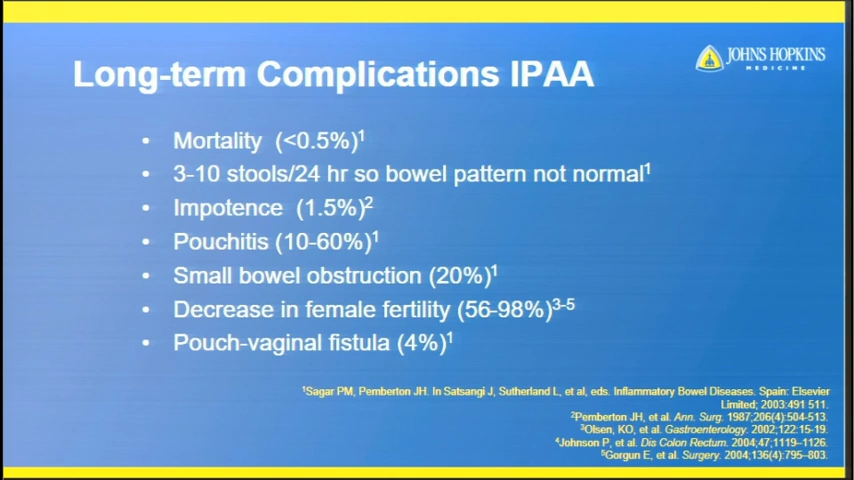 JOHNS HOPKINS
MEDICINE
Long-term Complications IPAA
• Mortality (<0.5%)¹
• 3-10 stools/24 hr so bowel pattern not normal¹
• Impotence (1.5%)²
• Pouchitis (10-60%)¹
• Small bowel obstruction (20%)¹
• Decrease in female fertility (56-98%)³⁻⁵
• Pouch-vaginal fistula (4%)¹
¹Sagar PM, Pemberton JH. In Satsangi J, Sutherland L, et al, eds. Inflammatory Bowel Diseases. Spain: Elsevier
Limited; 2003:491 511.
²Pemberton JH, et al. Ann. Surg. 1987;206(4):504-513.
³Olsen, KO, et al. Gastroenterology. 2002;122:15-19.
⁴Johnson P, et al. Dis Colon Rectum. 2004;47;1119–1126.
⁵Gorgun E, et al. Surgery. 2004;136(4):795–803.